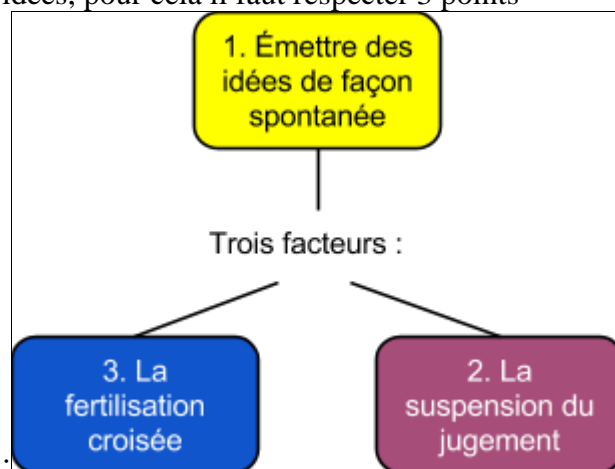 idées, pour cela il faut respecter 3 points
1. Émettre des
idées de façon
spontanée
Trois facteurs :
3. La
fertilisation
croisée
2. La
suspension du
jugement
.